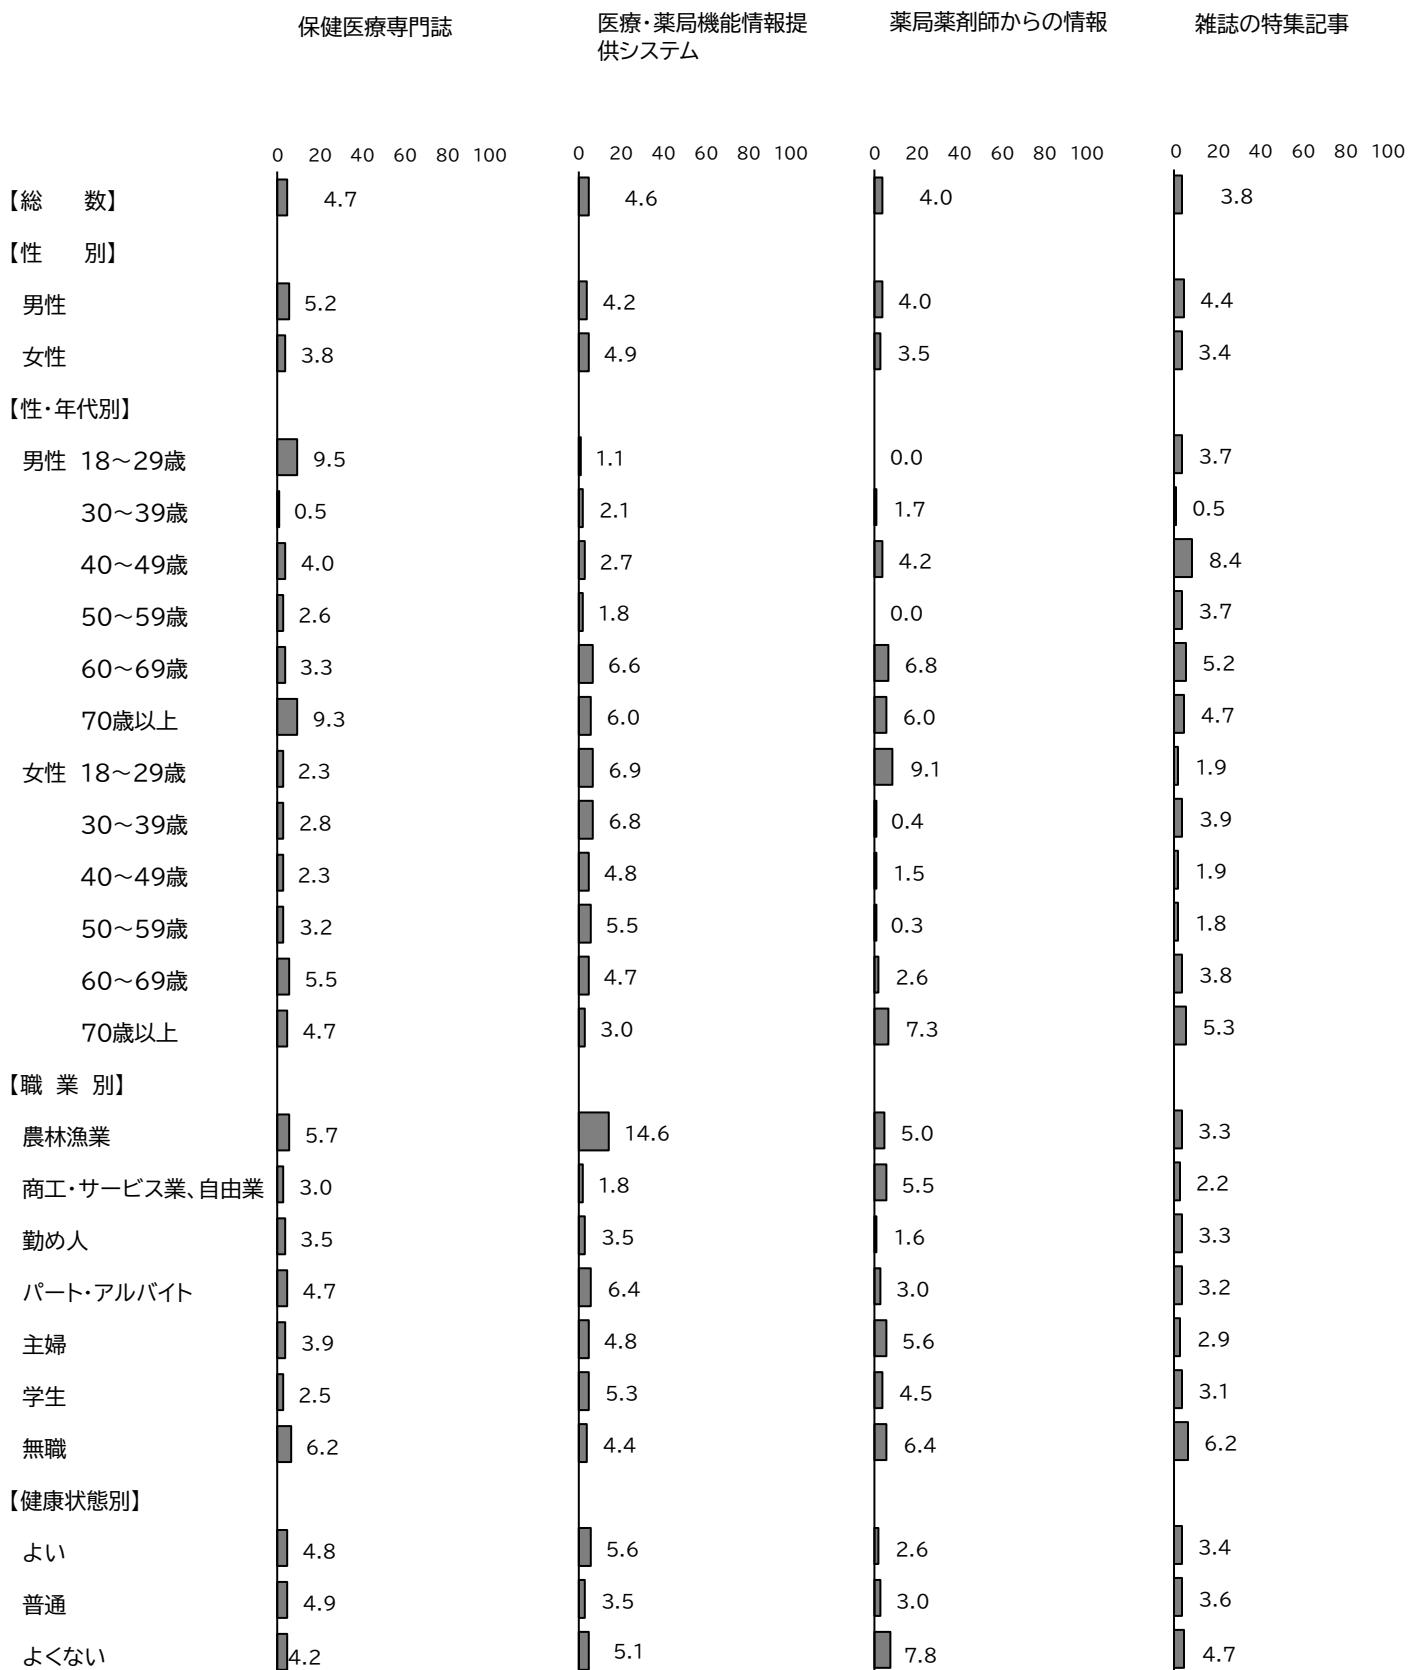 保健医療専門誌 医療・薬局機能情報提供システム 薬局薬剤師からの情報 雑誌の特集記事
0 20 40 60 80 100 0 20 40 60 80 100 0 20 40 60 80 100 0 20 40 60 80 100
【総 数】 4.7 4.6 4.0 3.8
【性 別】
男性 5.2 4.2 4.0 4.4
女性 3.8 4.9 3.5 3.4
【性・年代別】
男性 18～29歳 9.5 1.1 0.0 3.7
30～39歳 0.5 2.1 1.7 0.5
40～49歳 4.0 2.7 4.2 8.4
50～59歳 2.6 1.8 0.0 3.7
60～69歳 3.3 6.6 6.8 5.2
70歳以上 9.3 6.0 6.0 4.7
女性 18～29歳 2.3 6.9 9.1 1.9
30～39歳 2.8 6.8 0.4 3.9
40～49歳 2.3 4.8 1.5 1.9
50～59歳 3.2 5.5 0.3 1.8
60～69歳 5.5 4.7 2.6 3.8
70歳以上 4.7 3.0 7.3 5.3
【職 業 別】
農林漁業 5.7 14.6 5.0 3.3
商工・サービス業、自由業 3.0 1.8 5.5 2.2
勤め人 3.5 3.5 1.6 3.3
パート・アルバイト 4.7 6.4 3.0 3.2
主婦 3.9 4.8 5.6 2.9
学生 2.5 5.3 4.5 3.1
無職 6.2 4.4 6.4 6.2
【健康状態別】
よい 4.8 5.6 2.6 3.4
普通 4.9 3.5 3.0 3.6
よくない 4.2 5.1 7.8 4.7